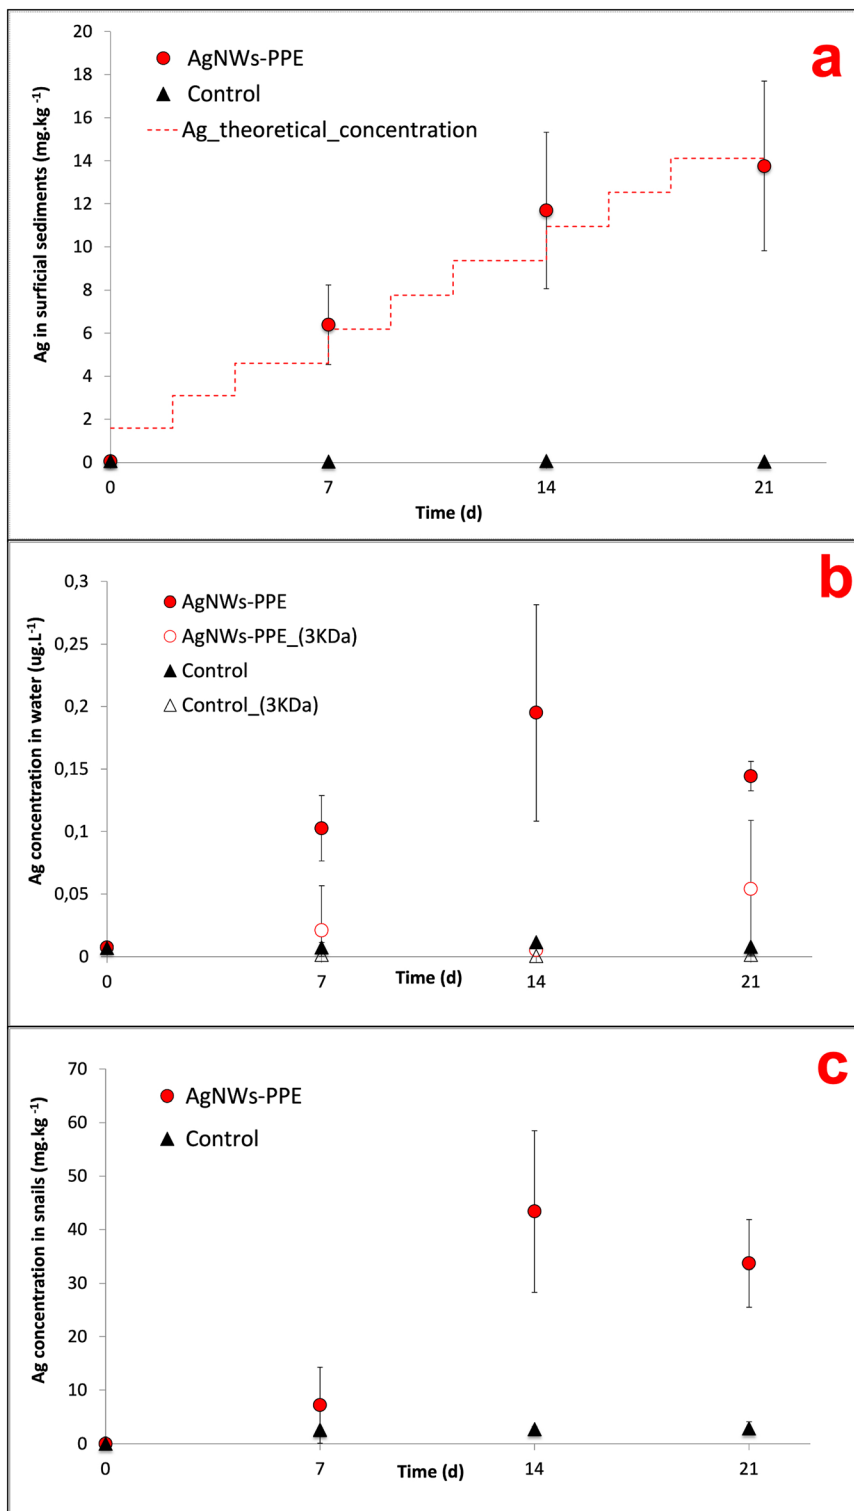 a
20
18
16
14
12
10
8
6
4
2
0
Ag in surficial sediments (mg.kg -1)
AgNWs-PPE
Control
Ag_theoretical_concentration
0 7 14 21
Time (d)
b
0,3
0,25
0,2
0,15
0,1
0,05
0
Ag concentration in water (ug.L-1)
AgNWs-PPE
AgNWs-PPE_(3KDa)
Control
Control_(3KDa)
0 7 14 21
Time (d)
c
70
60
50
40
30
20
10
0
Ag concentration in snails (mg.kg -1)
AgNWs-PPE
Control
0 7 14 21
Time (d)